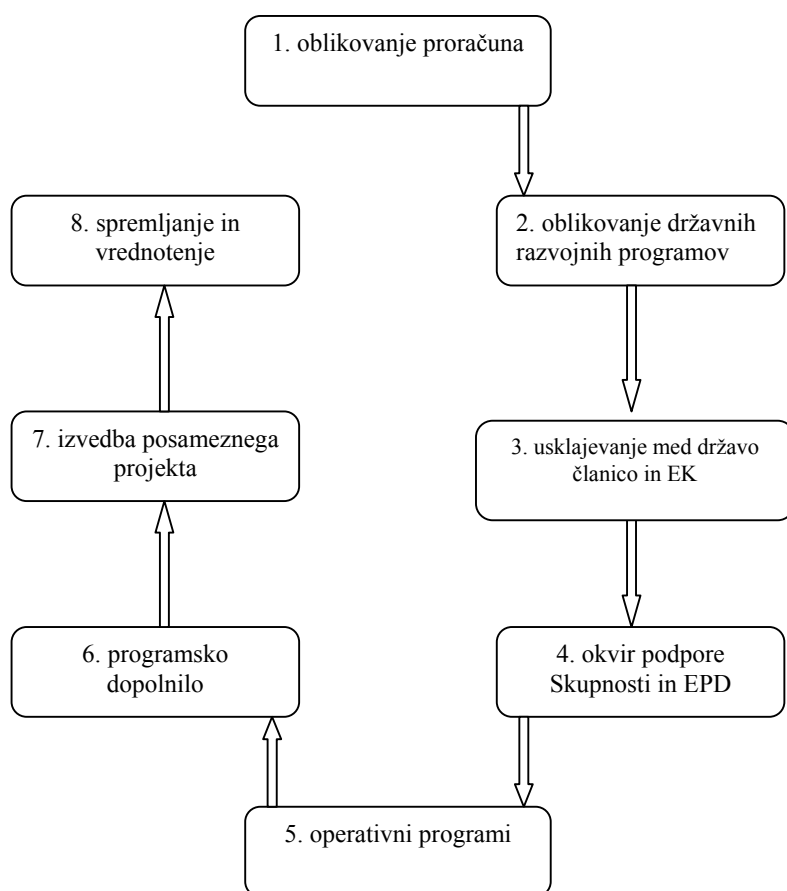 1. oblikovanje proračuna
2. oblikovanje državnih
razvojnih programov
3. usklajevanje med državo
članico in EK
4. okvir podpore
Skupnosti in EPD
5. operativni programi
6. programsko
dopolnilo
7. izvedba posameznega
projekta
8. spremljanje in
vrednotenje